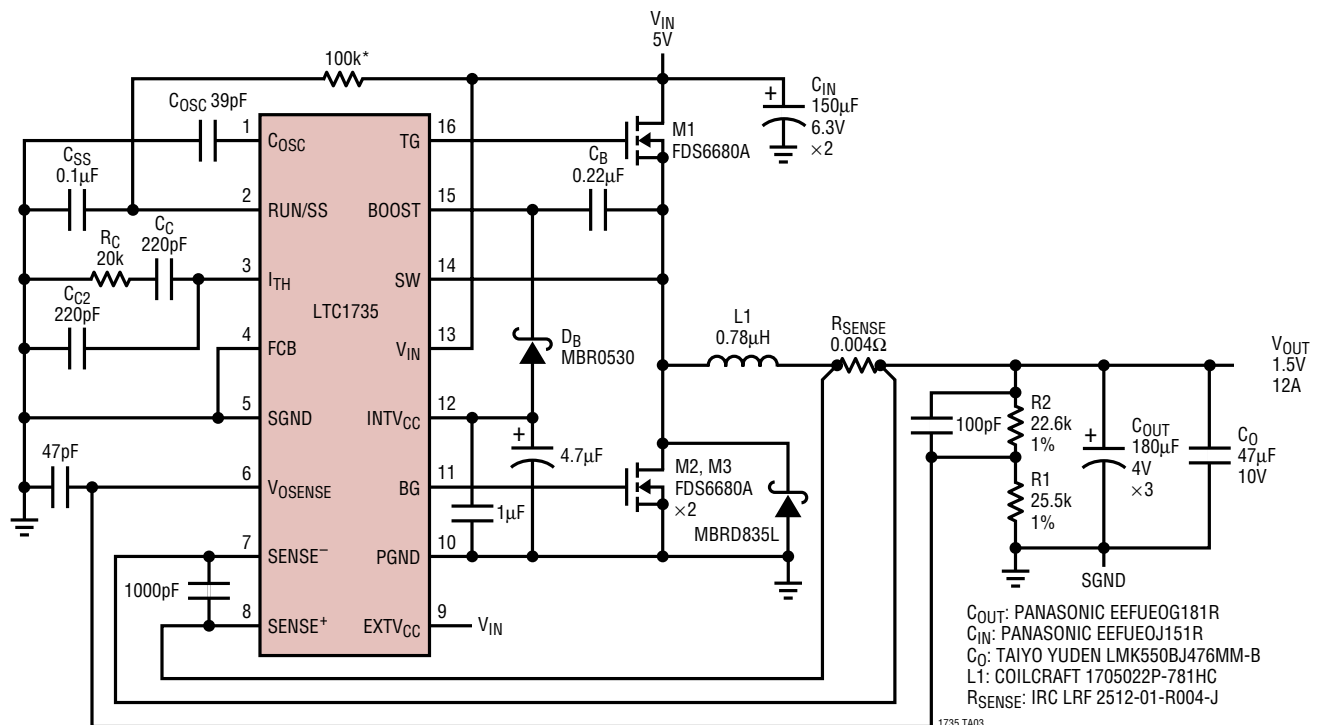 VIN
5V
100k*
COSC 39pF
CIN
150µF
6.3V
×2
+
1
COSC
TG
16
M1
FDS6680A
CSS
0.1µF
CB
0.22µF
2
RUN/SS
BOOST
15
RC
20k
CC
220pF
3
ITH
SW
14
CC2
220pF
LTC1735
L1
0.78µH
RSENSE
0.004Ω
4
FCB
VIN
13
DB
MBR0530
VOUT
1.5V
12A
5
SGND
INTVCC
12
100pF
R2
22.6k
1%
+
COUT
180µF
4V
×3
CO
47µF
10V
47pF
+
4.7µF
6
VOSENSE
BG
11
M2, M3
FDS6680A
×2
R1
25.5k
1%
1µF
MBRD835L
7
SENSE−
PGND
10
SGND
1000pF
8
SENSE+
EXTVCC
9
VIN
COUT: PANASONIC EEFUEOG181R
CIN: PANASONIC EEFUEOJ151R
CO: TAIYO YUDEN LMK550BJ476MM-B
L1: COILCRAFT 1705022P-781HC
RSENSE: IRC LRF 2512-01-R004-J
1735 TA03